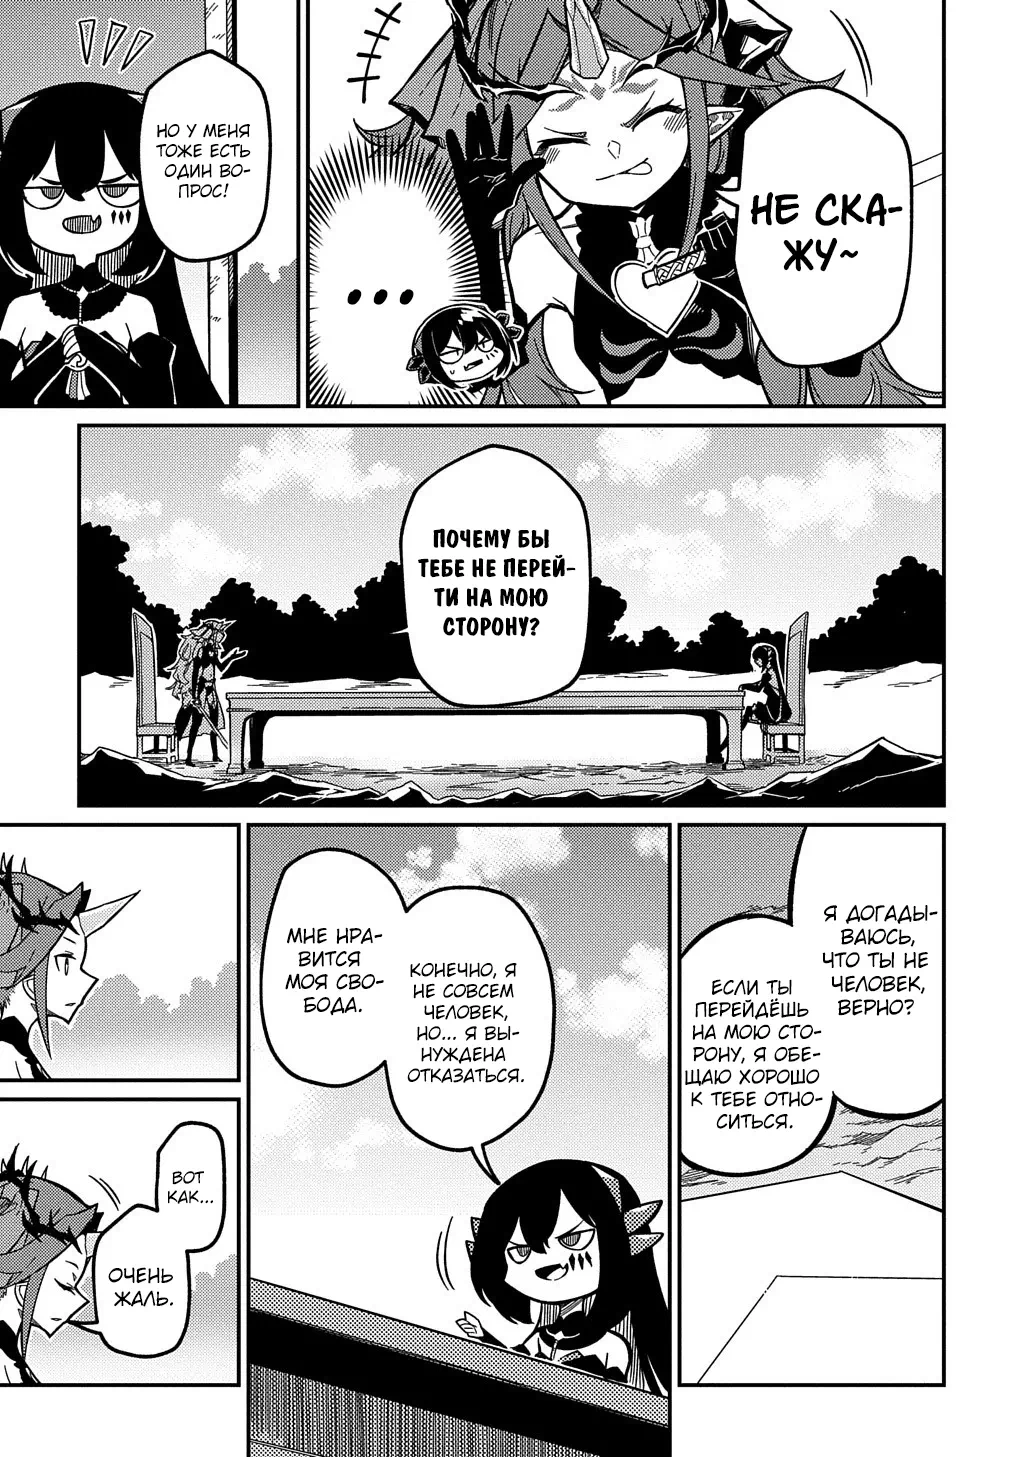 НЕ СКА-
ЖУ~
...
НО У МЕНЯ
ТОЖЕ ЕСТЬ
ОДИН ВО-
ПРОС!
ПОЧЕМУ БЫ
ТЕБЕ НЕ ПЕРЕЙ-
ТИ НА МОЮ
СТОРОНУ?
Я ДОГАДЫ-
ВАЮСЬ,
ЧТО ТЫ НЕ
ЧЕЛОВЕК,
ВЕРНО?
ЕСЛИ ТЫ
ПЕРЕЙДЁШЬ
НА МОЮ СТО-
РОНУ, Я ОБЕ-
ЩАЮ ХОРОШО
К ТЕБЕ ОТНО-
СИТЬСЯ.
КОНЕЧНО, Я
НЕ СОВСЕМ
ЧЕЛОВЕК,
НО... Я ВЫ-
НУЖДЕНА
ОТКАЗАТЬСЯ.
МНЕ НРА-
ВИТСЯ
МОЯ СВО-
БОДА.
ВОТ
КАК...
ОЧЕНЬ
ЖАЛЬ.